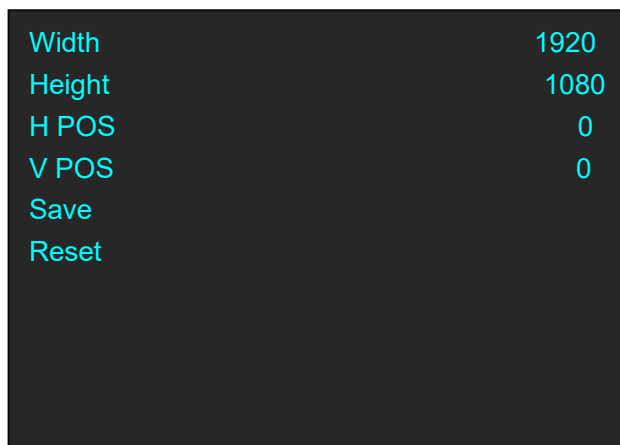 Width 1920
Height 1080
H POS 0
V POS 0
Save
Reset